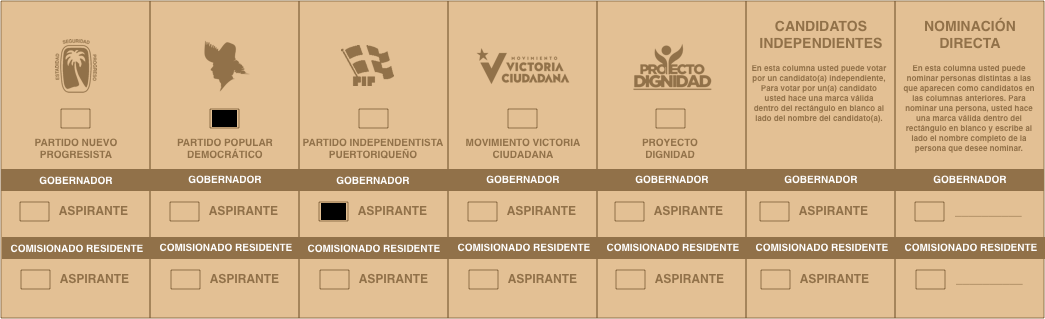 SEGURIDAD
IGUALDAD
PROGRESO
PIP
MOVIMIENTO
VICTORIA
CIUDADANA
PROYECTO
DIGNIDAD
PARTIDO NUEVO
PROGRESISTA
PARTIDO POPULAR
DEMOCRÁTICO
PARTIDO INDEPENDENTISTA
PUERTORIQUEÑO
MOVIMIENTO VICTORIA
CIUDADANA
PROYECTO
DIGNIDAD
CANDIDATOS
INDEPENDIENTES
En esta columna usted puede votar
por un candidato(a) independiente,
Para votar por un(a) candidato
usted hace una marca válida
dentro del rectángulo en blanco al
lado del nombre del candidato(a).
NOMINACIÓN
DIRECTA
En esta columna usted puede
nominar personas distintas a las
que aparecen como candidatos en
las columnas anteriores. Para
nominar una persona, usted hace
una marca válida dentro del
rectángulo en blanco y escribe al
lado el nombre completo de la
persona que desee nominar.
GOBERNADOR GOBERNADOR GOBERNADOR GOBERNADOR GOBERNADOR GOBERNADOR GOBERNADOR
ASPIRANTE ASPIRANTE ASPIRANTE ASPIRANTE ASPIRANTE ASPIRANTE
COMISIONADO RESIDENTE COMISIONADO RESIDENTE COMISIONADO RESIDENTE COMISIONADO RESIDENTE COMISIONADO RESIDENTE COMISIONADO RESIDENTE COMISIONADO RESIDENTE
ASPIRANTE ASPIRANTE ASPIRANTE ASPIRANTE ASPIRANTE ASPIRANTE